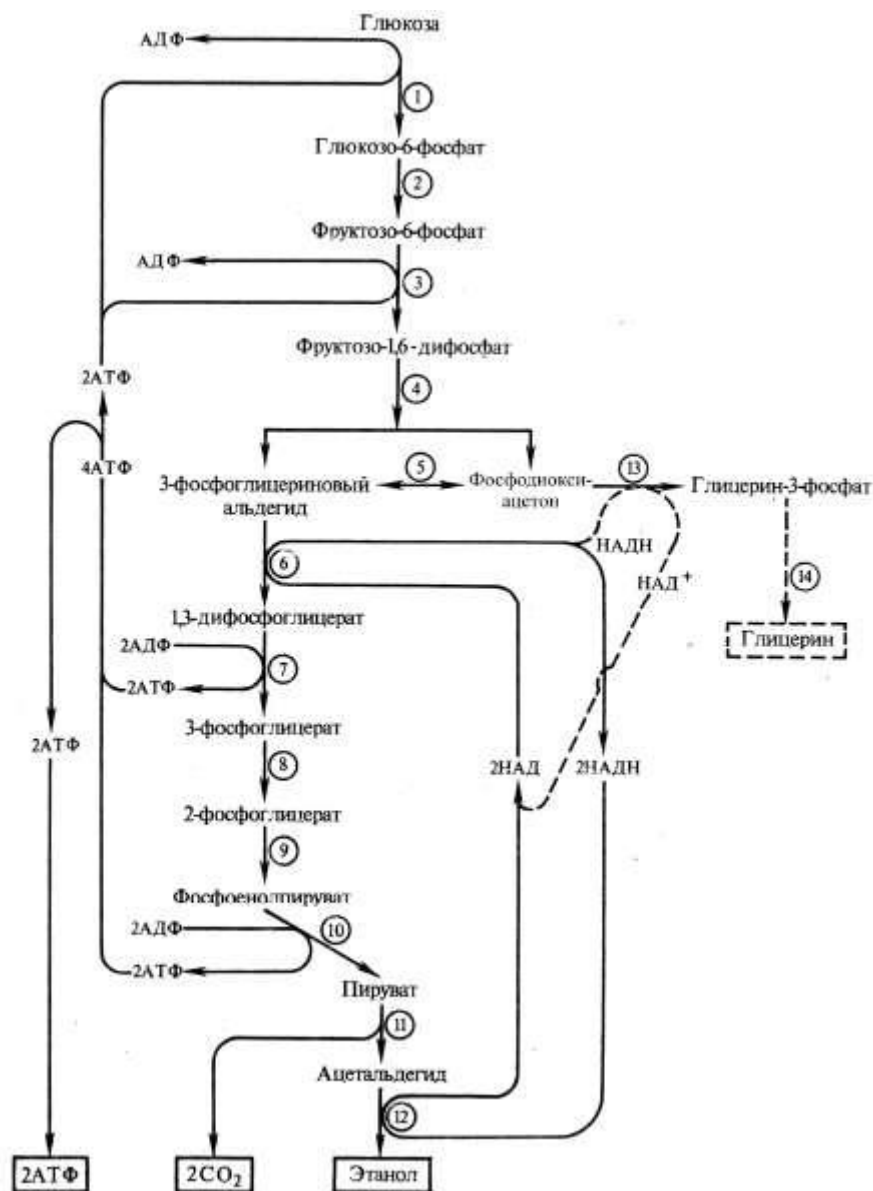 Глюкоза
АДФ
1
Глюкозо-6-фосфат
2
Фруктозо-6-фосфат
АДФ
3
Фруктозо-1,6-дифосфат
2АТФ
4
4АТФ
3-фосфоглицериновый
альдегид
5
Фосфодиокси-
ацетон
13
Глицерин-3-фосфат
НАДН
6
НАД+
14
1,3-дифосфоглицерат
Глицерин
2АДФ
7
2АТФ
3-фосфоглицерат
2АТФ
8
2НАД
2НАДН
2-фосфоглицерат
9
Фосфоенолпируват
2АДФ
10
2АТФ
Пируват
11
Ацетальдегид
12
2АТФ
2CO2
Этанол